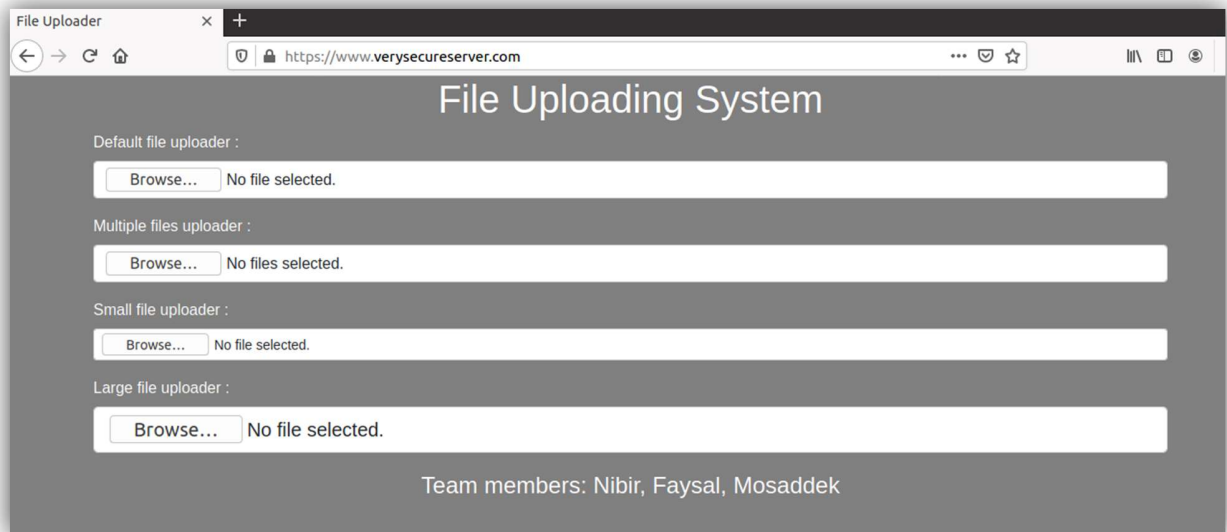 File Uploader
https://www.verysecureserver.com
File Uploading System
Default file uploader :
Browse... No file selected.
Multiple files uploader :
Browse... No files selected.
Small file uploader :
Browse... No file selected.
Large file uploader :
Browse... No file selected.
Team members: Nibir, Faysal, Mosaddek